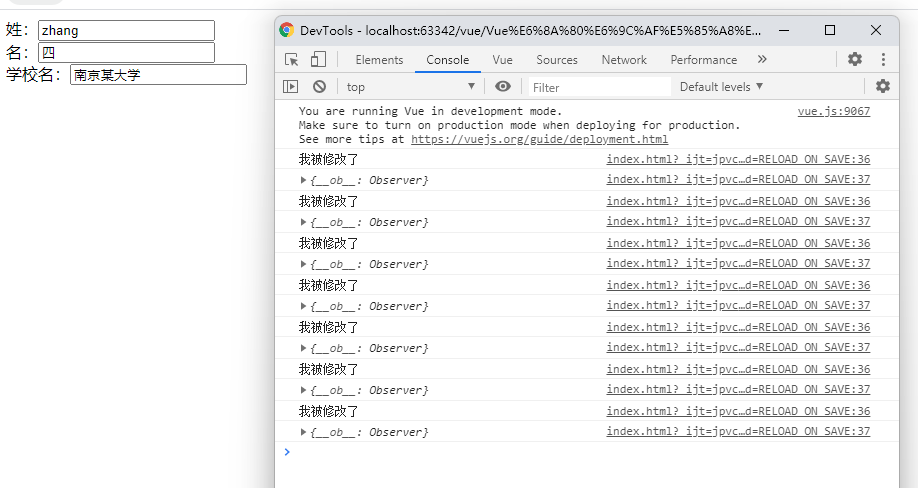 姓：zhang
名：四
学校名：南京某大学
DevTools - localhost:63342/vue/Vue%E6%8A%80%E6%9C%AF%E5%85%A8%E...
Elements Console Vue Sources Network Performance »
top ▼ Filter Default levels ▼
You are running Vue in development mode. vue.js:9067
Make sure to turn on production mode when deploying for production.
See more tips at https://vuejs.org/guide/deployment.html
我被修改了 index.html?_ijt=jpvc…d=RELOAD_ON_SAVE:36
▶{__ob__: Observer} index.html?_ijt=jpvc…d=RELOAD_ON_SAVE:37
我被修改了 index.html?_ijt=jpvc…d=RELOAD_ON_SAVE:36
▶{__ob__: Observer} index.html?_ijt=jpvc…d=RELOAD_ON_SAVE:37
我被修改了 index.html?_ijt=jpvc…d=RELOAD_ON_SAVE:36
▶{__ob__: Observer} index.html?_ijt=jpvc…d=RELOAD_ON_SAVE:37
我被修改了 index.html?_ijt=jpvc…d=RELOAD_ON_SAVE:36
▶{__ob__: Observer} index.html?_ijt=jpvc…d=RELOAD_ON_SAVE:37
我被修改了 index.html?_ijt=jpvc…d=RELOAD_ON_SAVE:36
▶{__ob__: Observer} index.html?_ijt=jpvc…d=RELOAD_ON_SAVE:37
我被修改了 index.html?_ijt=jpvc…d=RELOAD_ON_SAVE:36
▶{__ob__: Observer} index.html?_ijt=jpvc…d=RELOAD_ON_SAVE:37
我被修改了 index.html?_ijt=jpvc…d=RELOAD_ON_SAVE:36
▶{__ob__: Observer} index.html?_ijt=jpvc…d=RELOAD_ON_SAVE:37